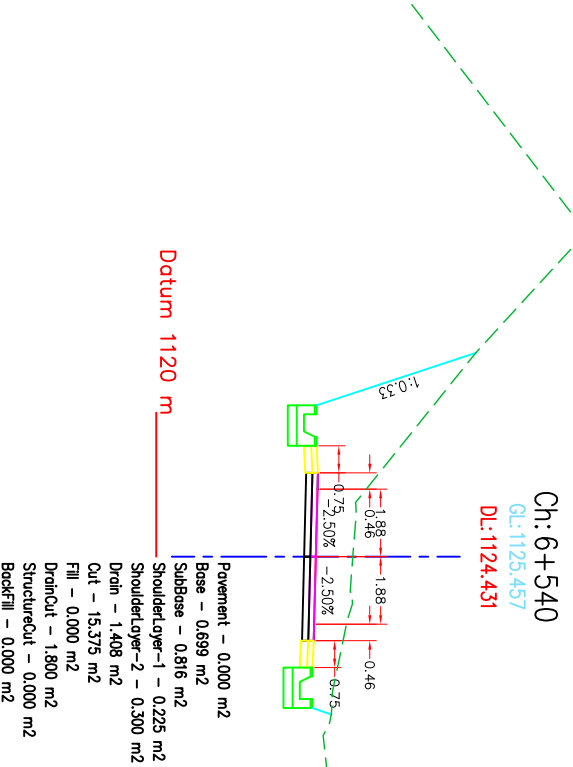 Ch: 6+540
GL:1125.457
DL:1124.431
1:0.33
0.75
0.46
1.88
-2.50%
1.88
-2.50%
0.46
0.75
Datum 1120 m
Pavement - 0.000 m2
Base - 0.699 m2
SubBase - 0.816 m2
ShoulderLayer-1 - 0.225 m2
ShoulderLayer-2 - 0.300 m2
Drain - 1.408 m2
Cut - 15.375 m2
Fill - 0.000 m2
DrainCut - 1.800 m2
StructureCut - 0.000 m2
BackFill - 0.000 m2